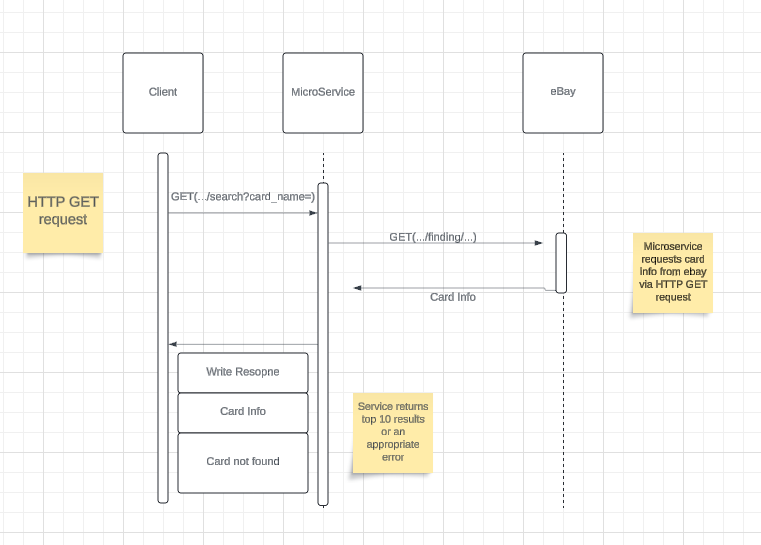 Client
MicroService
eBay
GET(.../search?card_name=)
HTTP GET
request
GET(.../finding/...)
Microservice
requests card
Info from ebay
via HTTP GET
request
Card Info
Write Resopne
Card Info
Card not found
Service returns
top 10 results
or an
appropriate
error